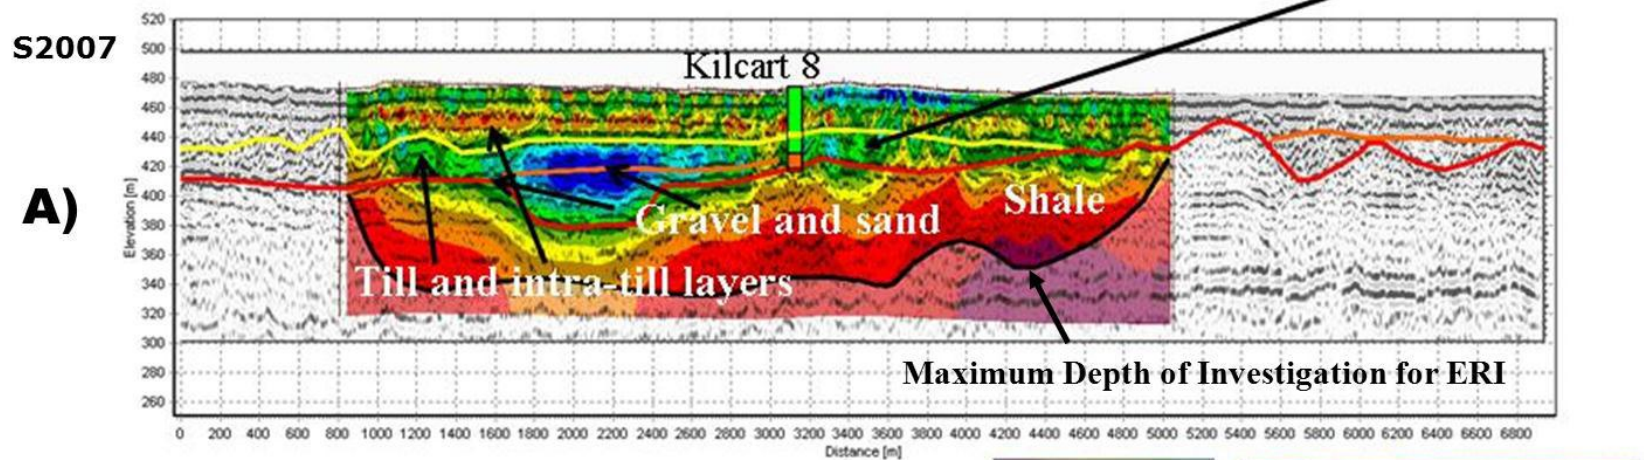 S2007
A)
Elevation [m]
520
500
480
460
440
420
400
380
360
340
320
300
280
260
Kilcart 8
Gravel and sand
Shale
Till and intra-till layers
Maximum Depth of Investigation for ERI
0 200 400 600 800 1000 1200 1400 1600 1800 2000 2200 2400 2600 2800 3000 3200 3400 3600 3800 4000 4200 4400 4600 4800 5000 5200 5400 5600 5800 6000 6200 6400 6600 6800
Distance [m]